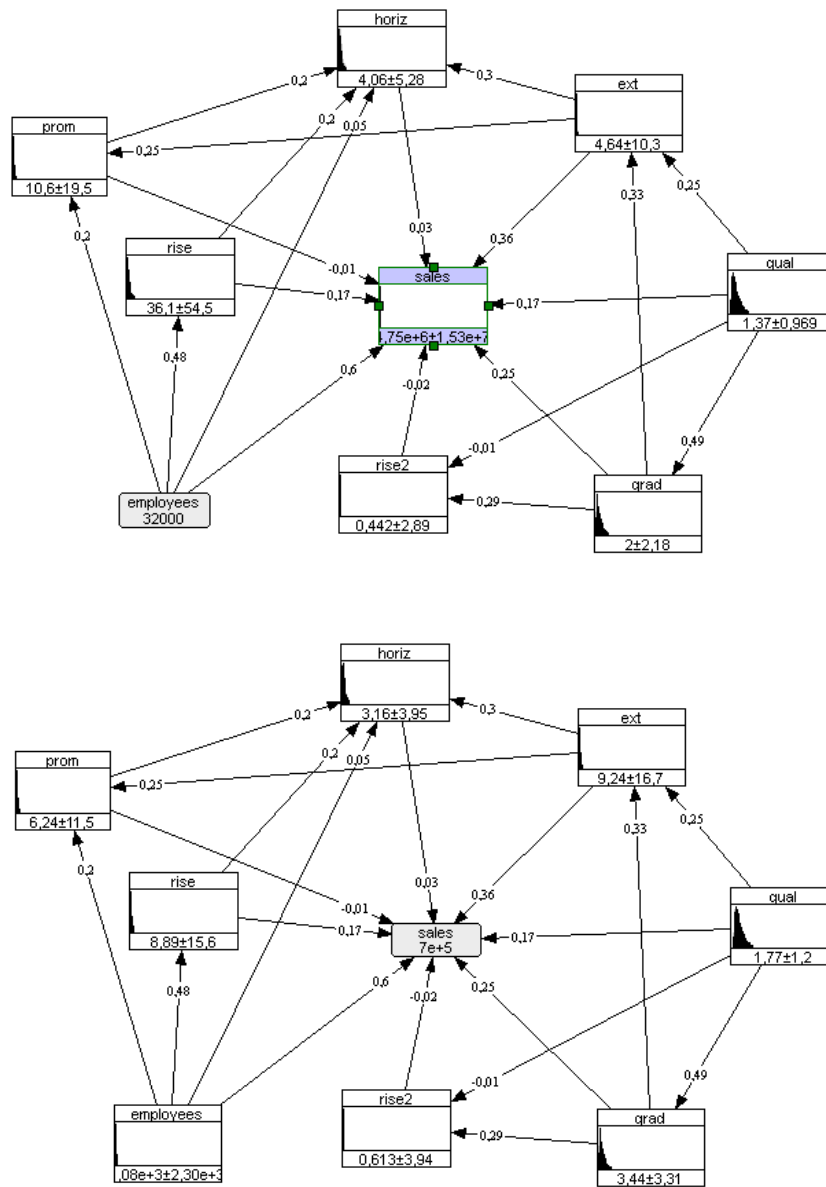 horiz
4,06±5,28
0,2
0,3
ext
4,64±10,3
prom
10,6±19,5
0,25
0,2
0,05
0,33
0,25
0,2
0,03
0,36
rise
36,1±54,5
-0,01
0,17
sales
,75e+6±1,53e+7
0,17
qual
1,37±0,969
0,48
0,6
-0,02
0,25
-0,01
0,49
rise2
0,442±2,89
0,29
grad
2±2,18
employees
32000
horiz
3,16±3,95
0,2
0,3
ext
9,24±16,7
prom
6,24±11,5
0,25
0,2
0,05
0,33
0,25
0,2
0,03
0,36
rise
8,89±15,6
-0,01
0,17
sales
7e+5
0,17
qual
1,77±1,2
0,48
0,6
-0,02
0,25
-0,01
0,49
rise2
0,613±3,94
0,29
grad
3,44±3,31
employees
,08e+3±2,30e+3